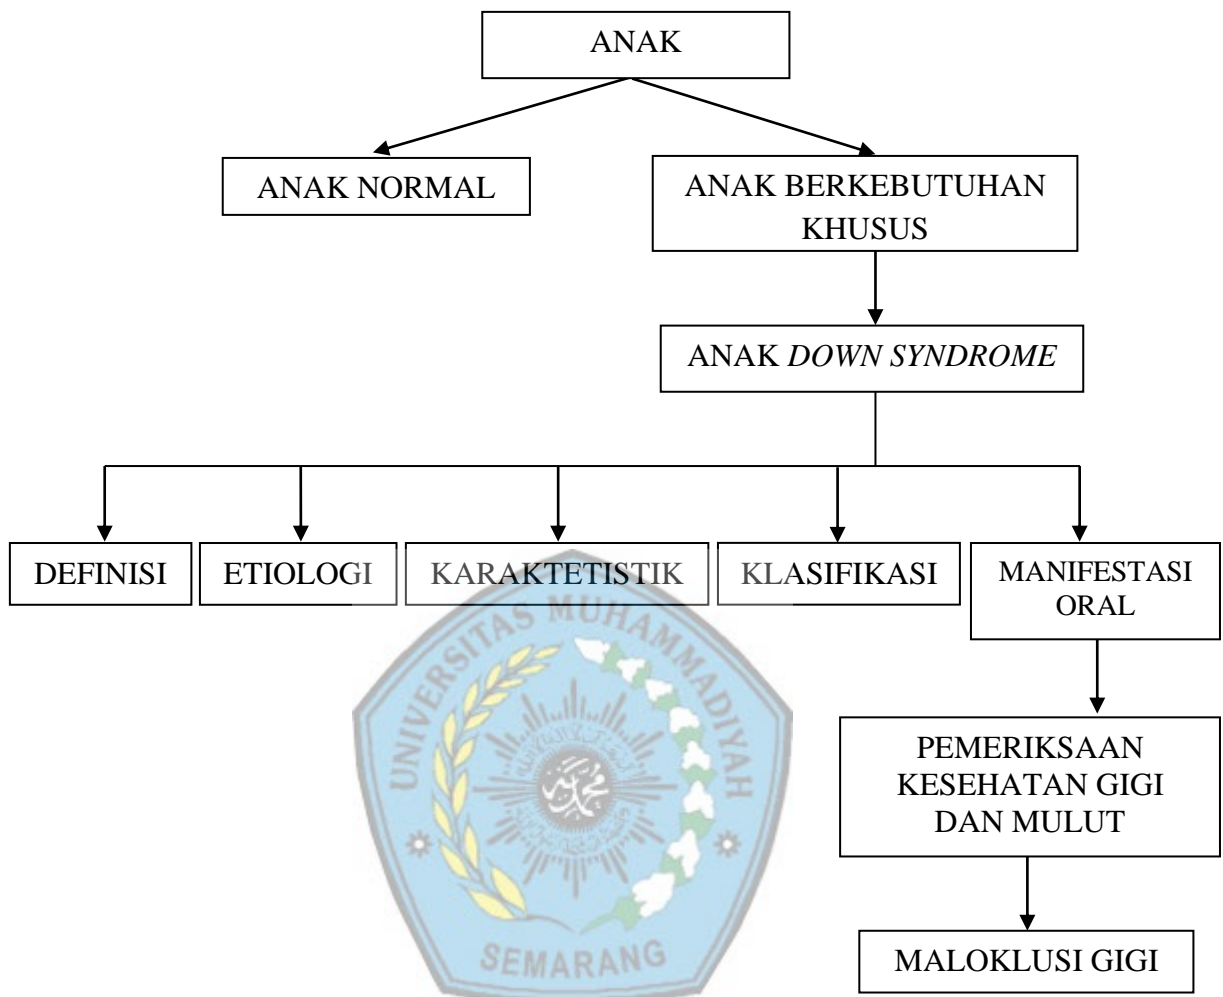 ANAK
ANAK NORMAL
ANAK BERKEBUTUHAN
KHUSUS
ANAK DOWN SYNDROME
DEFINISI
ETIOLOGI
KARAKTETISTIK
KLASIFIKASI
MANIFESTASI
ORAL
UNIVERSITAS MUHAMMADIYAH
PEMERIKSAAN
KESEHATAN GIGI
DAN MULUT
SEMARANG
MALOKLUSI GIGI